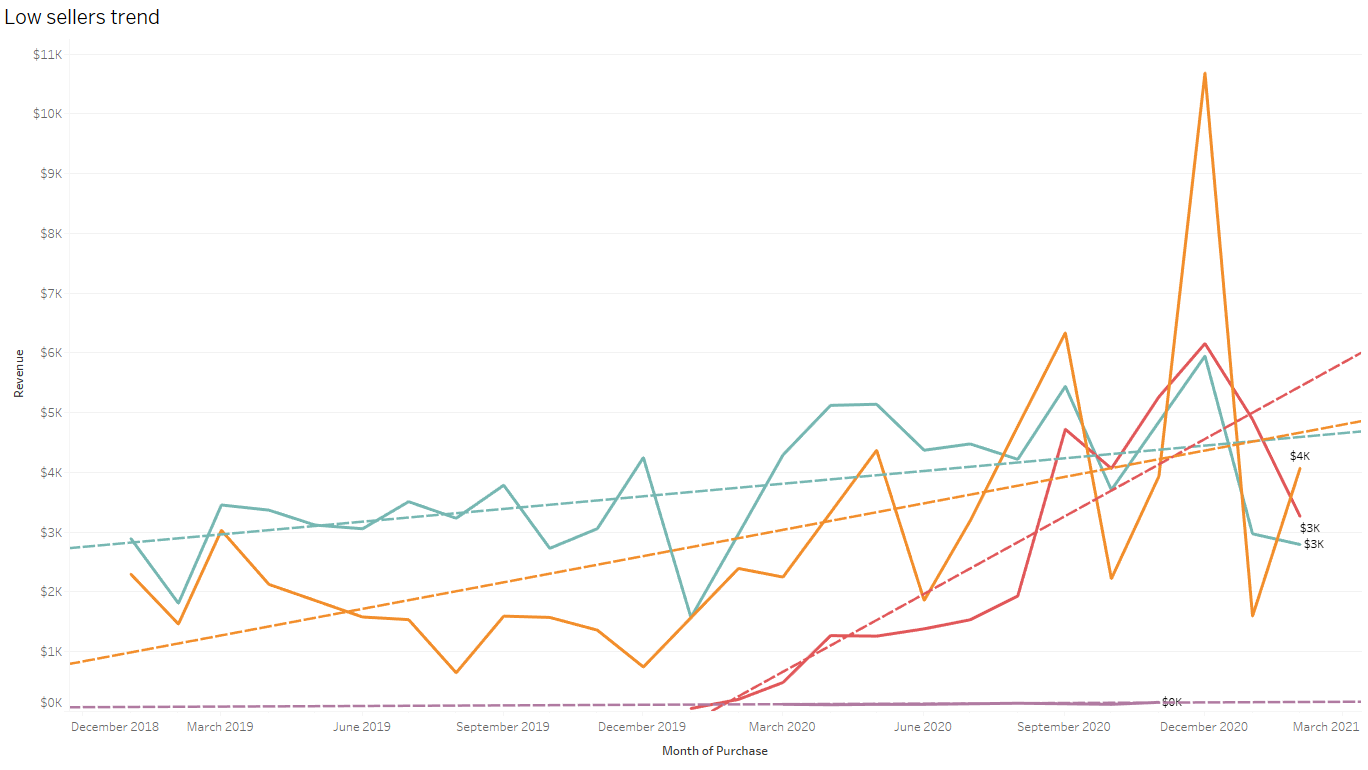 Low sellers trend
$11K
$10K
$9K
$8K
$7K
$6K
$5K
$4K
$3K
$2K
$1K
$0K
Revenue
$4K
$3K
$3K
$0K
December 2018 March 2019 June 2019 September 2019 December 2019 March 2020 June 2020 September 2020 December 2020 March 2021
Month of Purchase